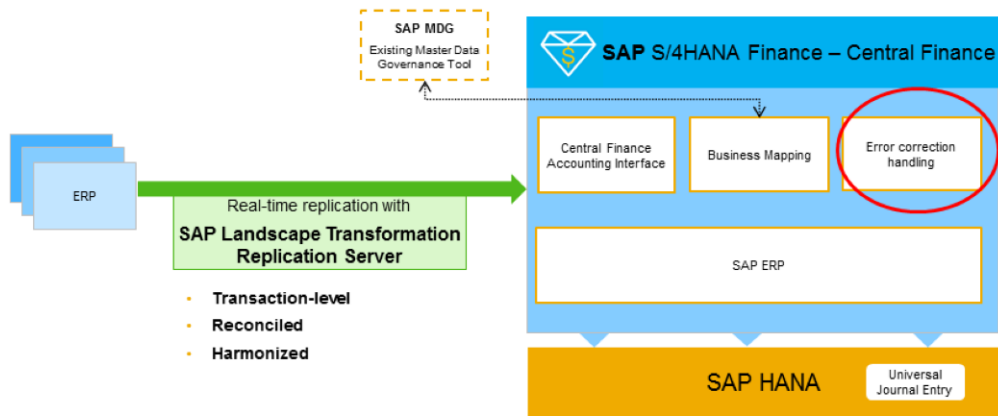 SAP MDG
Existing Master Data
Governance Tool
$
SAP S/4HANA Finance – Central Finance
Central Finance
Accounting Interface
Business Mapping
Error correction
handling
ERP
Real-time replication with
SAP Landscape Transformation
Replication Server
SAP ERP
• Transaction-level
• Reconciled
• Harmonized
SAP HANA
Universal
Journal Entry